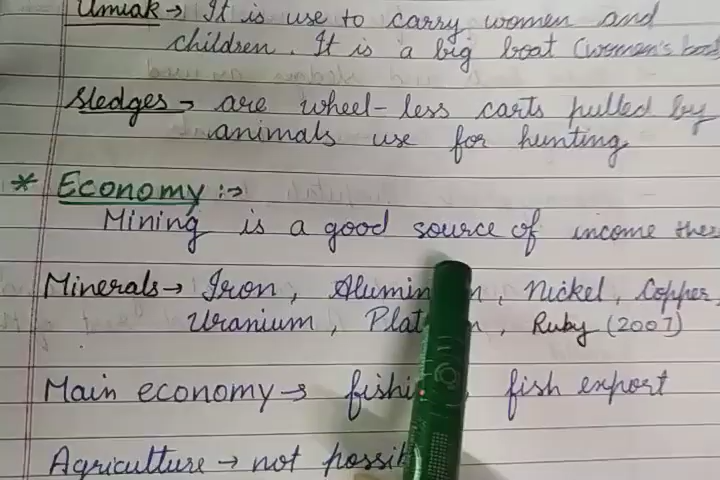 Umiak → It is use to carry women and
children. It is a big boat (women's
Sledges → are wheel-less carts pulled by
animals use for hunting
* Economy :→
Mining is a good source of income
Minerals → Iron, , Nickel, Copper,
Uranium, , Ruby (2007)
Main economy → , fish export
Agriculture → not